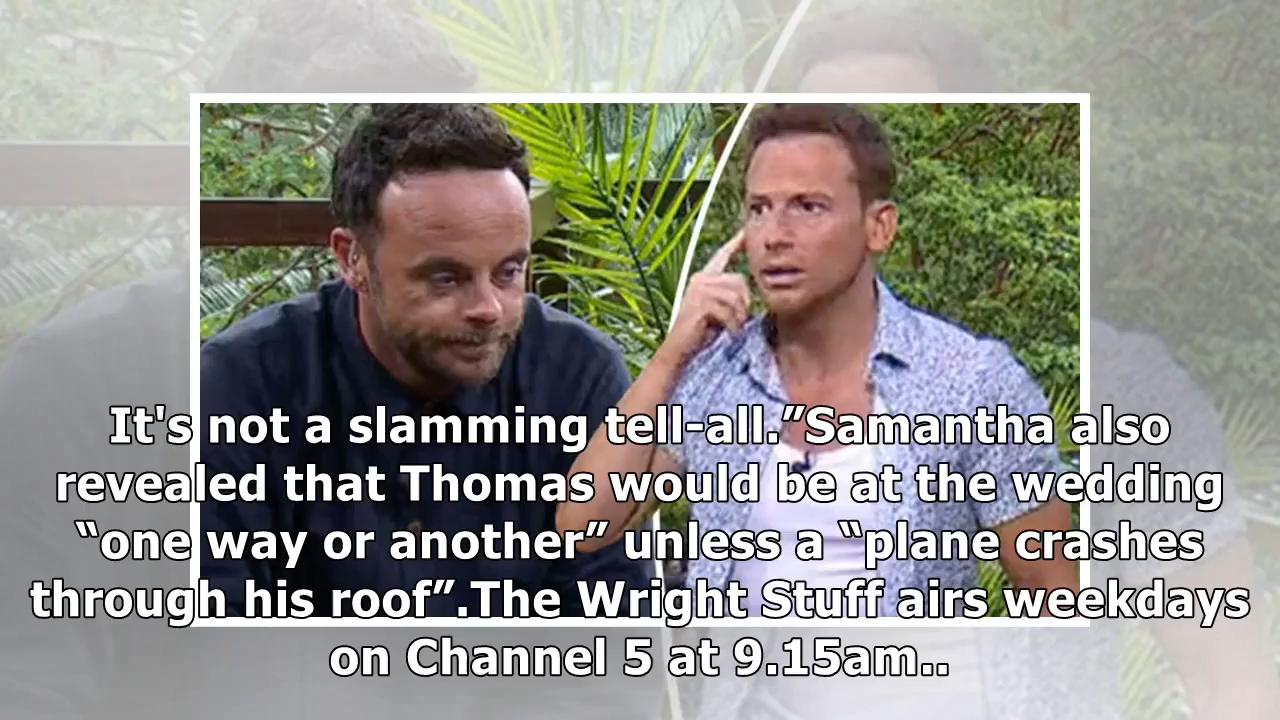 It's not a slamming tell-all.”Samantha also
revealed that Thomas would be at the wedding
“one way or another” unless a “plane crashes
through his roof”.The Wright Stuff airs weekdays
on Channel 5 at 9.15am..